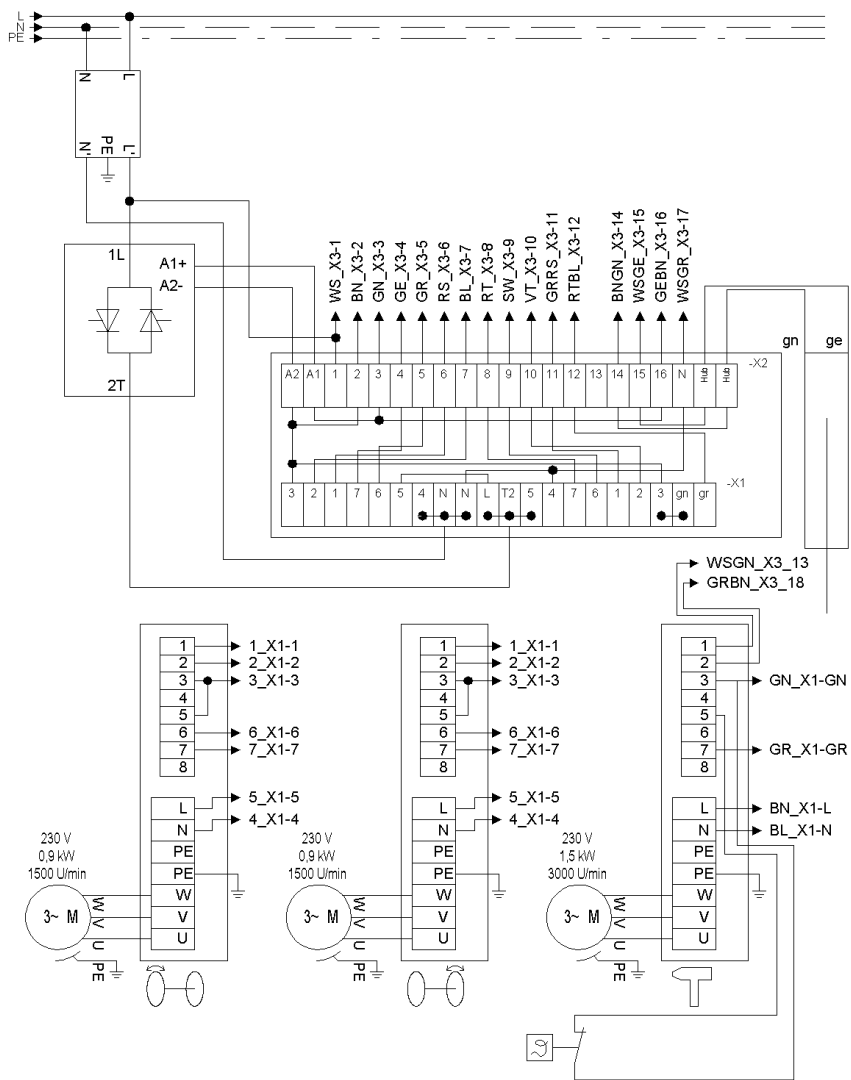 L
N
PE
N L
PE
N' L'
1L
A1+
A2-
2T
WS_X3-1
BN_X3-2
GN_X3-3
GE_X3-4
GR_X3-5
RS_X3-6
BL_X3-7
RT_X3-8
SW_X3-9
VT_X3-10
GRRS_X3-11
RTBL_X3-12
BNGN_X3-14
WSGE_X3-15
GEBN_X3-16
WSGR_X3-17
gn ge
-X2
A2 A1 1 2 3 4 5 6 7 8 9 10 11 12 13 14 15 16 N Hub Hub
-X1
3 2 1 7 6 5 4 N N L T2 5 4 7 6 1 2 3 gn gr
WSGN_X3_13
GRBN_X3_18
1 1_X1-1
2 2_X1-2
3 3_X1-3
4
5
6 6_X1-6
7 7_X1-7
8
L 5_X1-5
N 4_X1-4
PE
PE
W
V
U
230 V
0,9 kW
1500 U/min
3~ M
W
V
U
PE
1 1_X1-1
2 2_X1-2
3 3_X1-3
4
5
6 6_X1-6
7 7_X1-7
8
L 5_X1-5
N 4_X1-4
PE
PE
W
V
U
230 V
0,9 kW
1500 U/min
3~ M
W
V
U
PE
1
2
3 GN_X1-GN
4
5
6
7 GR_X1-GR
8
L BN_X1-L
N BL_X1-N
PE
PE
W
V
U
230 V
1,5 kW
3000 U/min
3~ M
W
V
U
PE
ϑ